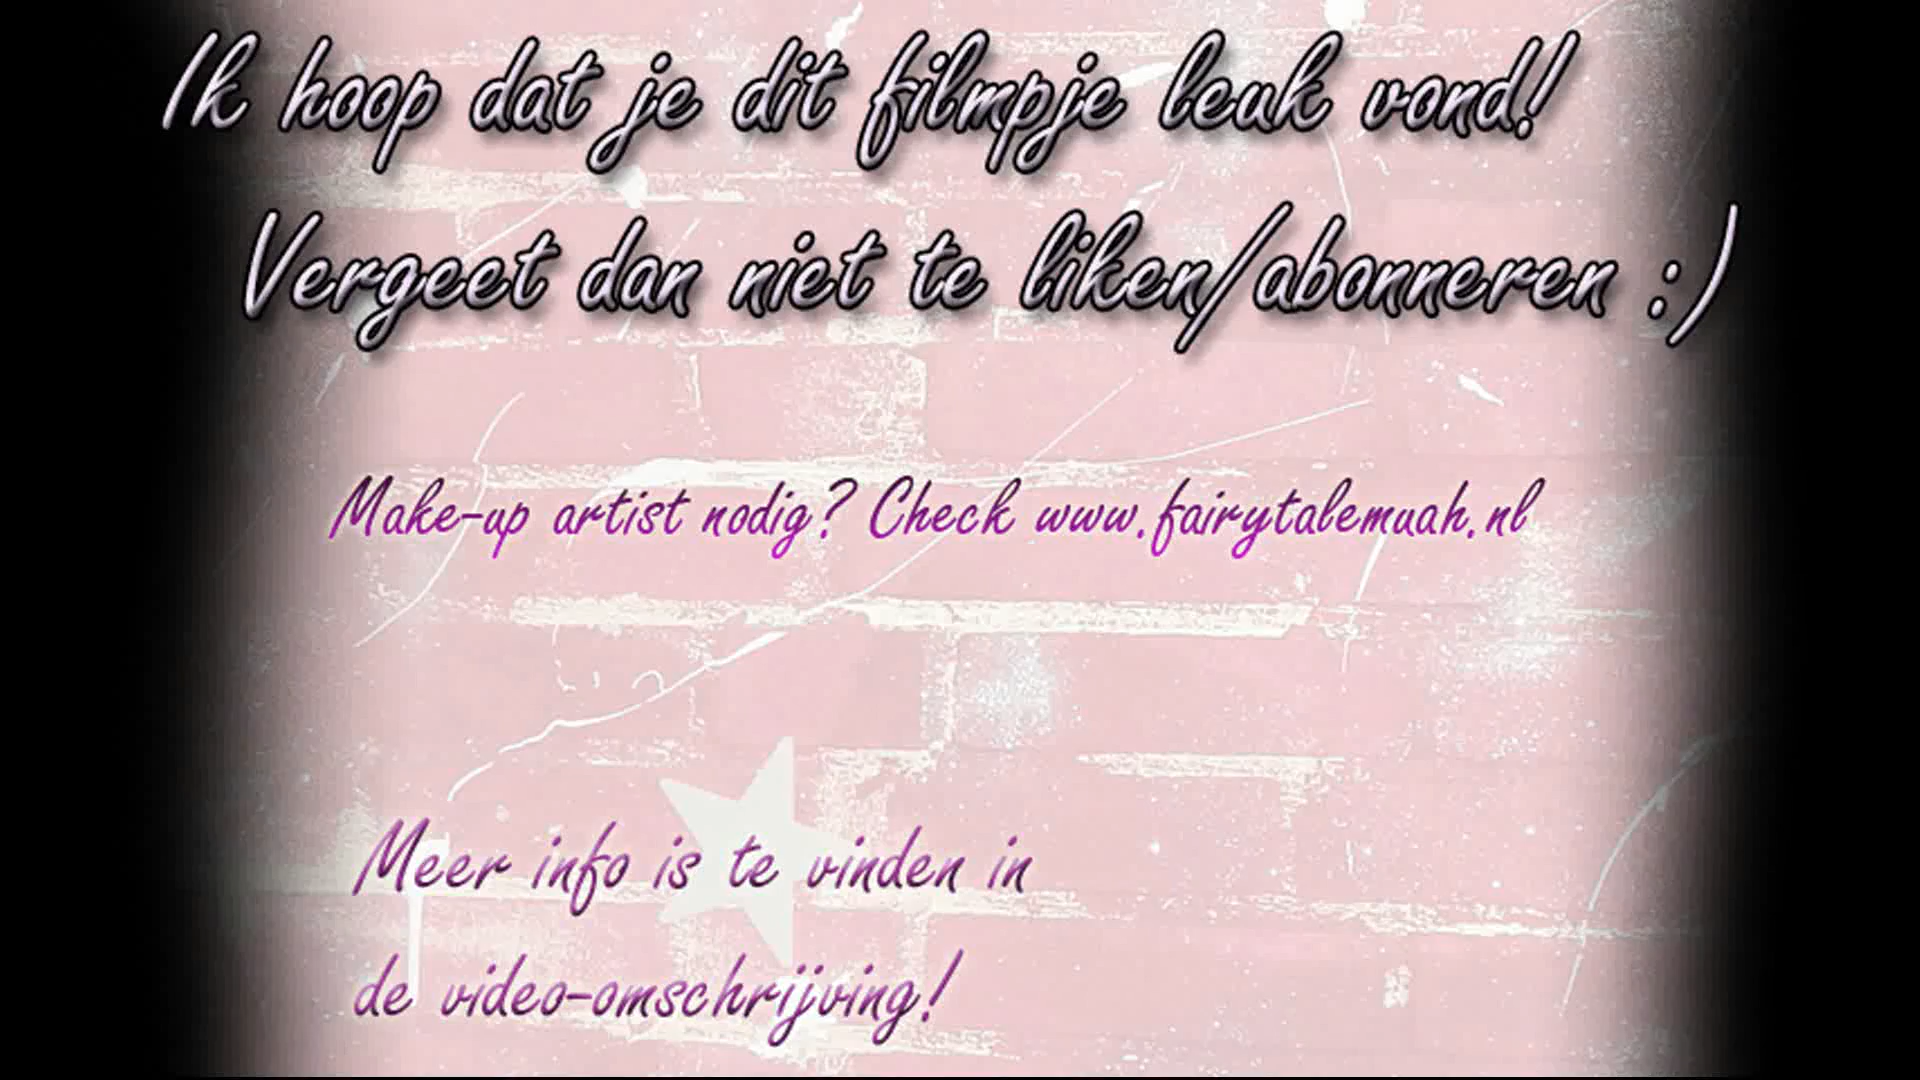 Ik hoop dat je dit filmpje leuk vond!
Vergeet dan niet te liken/abonneren :)
Make-up artist nodig? Check www.fairytalemuah.nl
Meer info is te vinden in
de video-omschrijving!